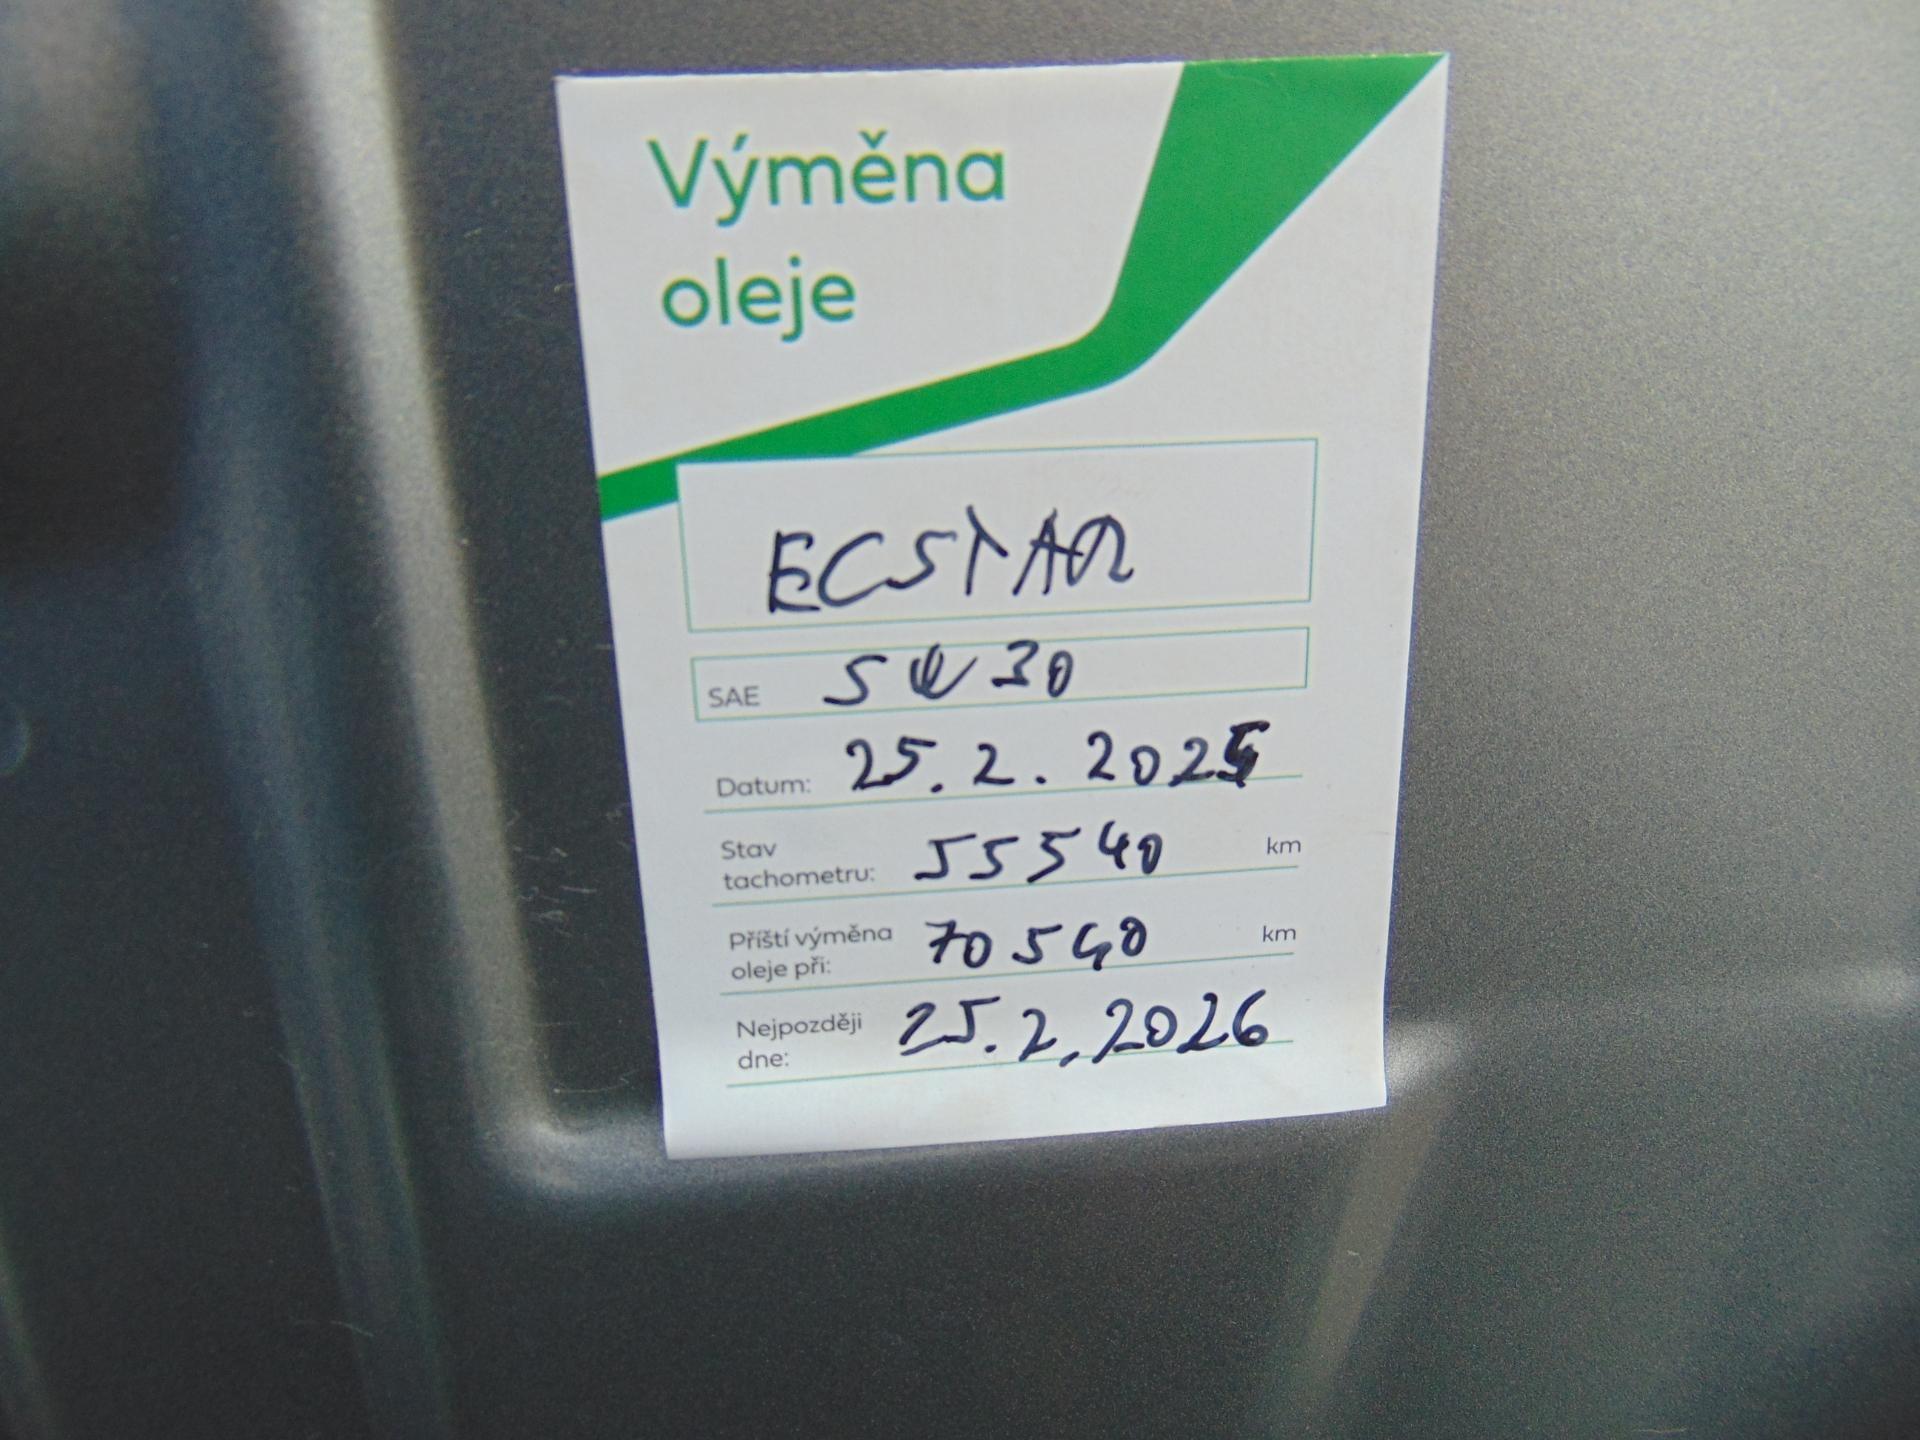 Výměna
oleje
ECSTAR
SAE 5W30
Datum: 25.2.2025
Stav
tachometru: 55540 km
Příští výměna
oleje při: 70540 km
Nejpozději
dne: 25.2.2026